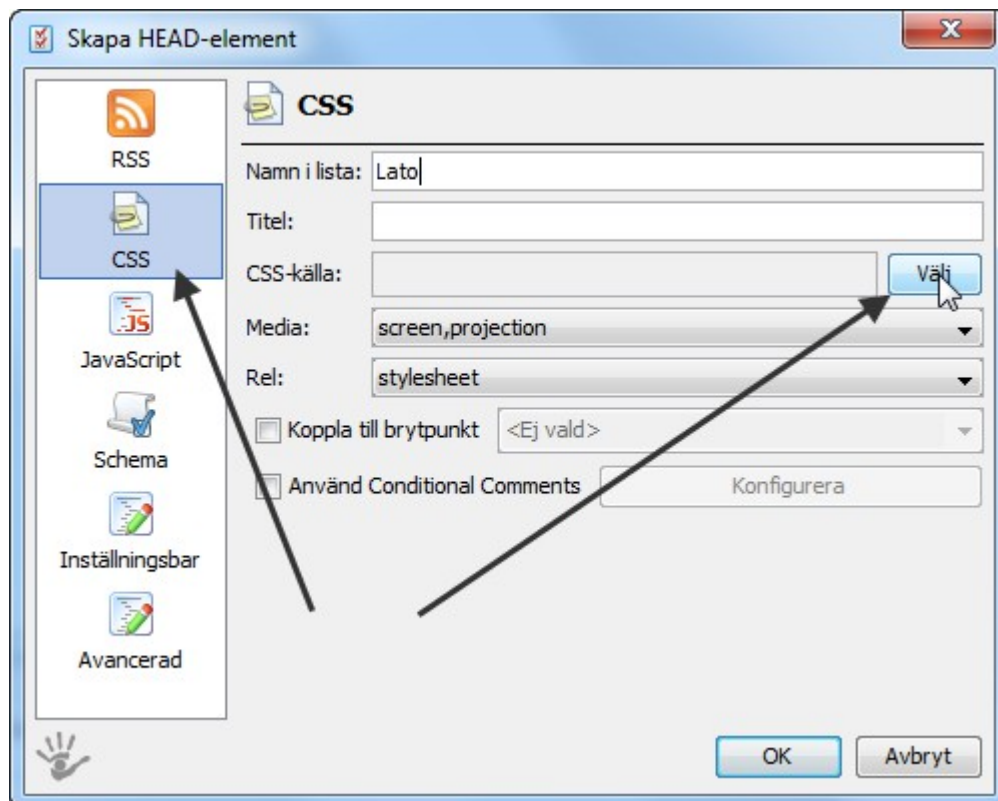 Skapa HEAD-element
RSS
CSS
JavaScript
Schema
Inställningsbar
Avancerad
CSS
Namn i lista: Lato
Titel:
CSS-källa: Välj
Media: screen,projection
Rel: stylesheet
Koppla till brytpunkt <Ej vald>
Använd Conditional Comments Konfigurera
OK Avbryt